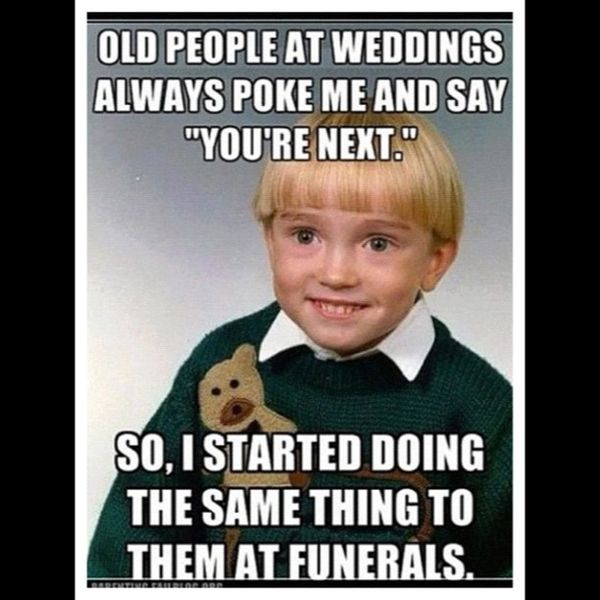 OLD PEOPLE AT WEDDINGS
ALWAYS POKE ME AND SAY
"YOU'RE NEXT."
SO, I STARTED DOING
THE SAME THING TO
THEM AT FUNERALS.